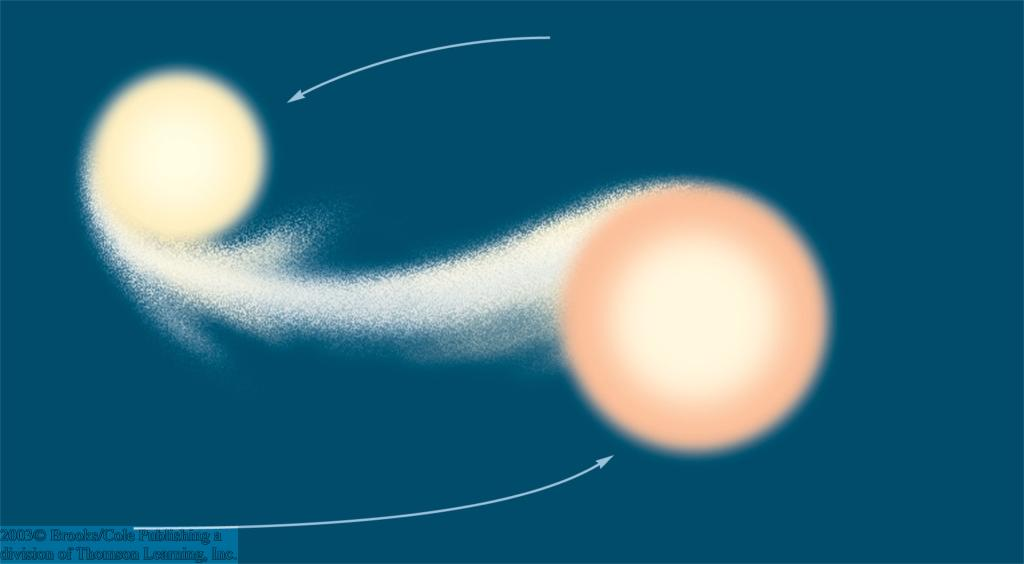 2003© Brooks/Cole Publishing a
division of Thomson Learning, Inc.